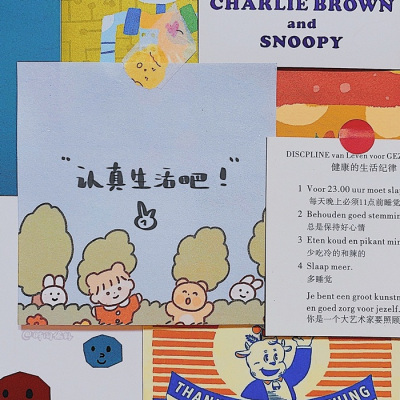 CHARLIE BROWN
and
SNOOPY
“认真生活吧！”
DISCPLINE van Leven voor GEZ
健康的生活纪律
1 Voor 23.00 uur moet slap
每天晚上必须11点前睡觉
2 Behouden goed stemmin
总是保持好心情
3 Eten koud en pikant min
少吃冷的和辣的
4 Slaap meer.
多睡觉
Je bent een groot kunstn
en goed zorg voor jezelf.
你是一个大艺术家要照顾